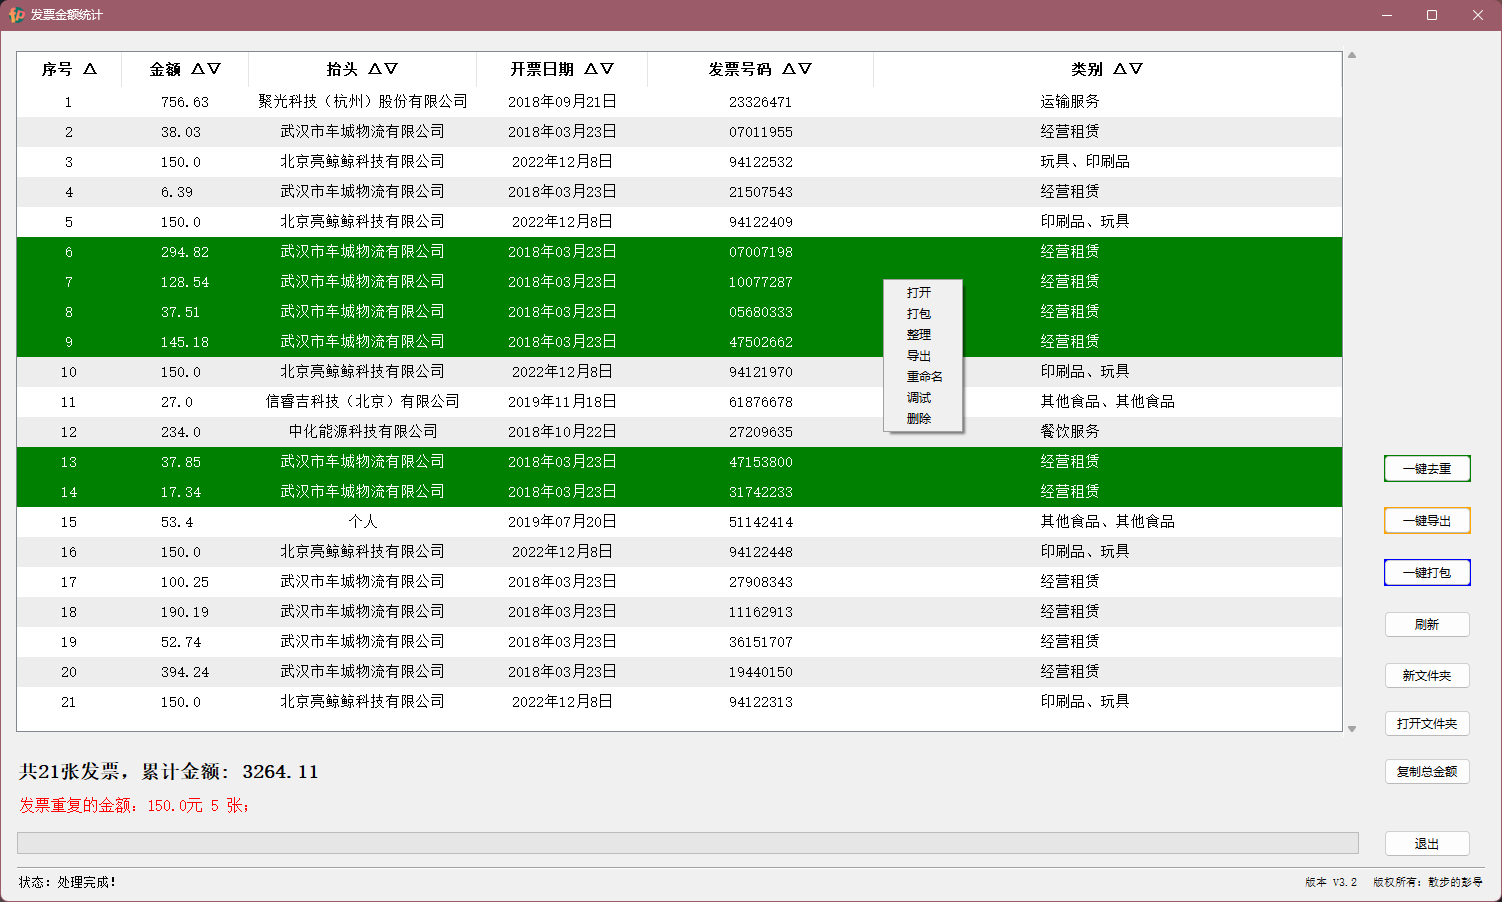 发票金额统计
序号 △ 金额 △▽ 抬头 △▽ 开票日期 △▽ 发票号码 △▽ 类别 △▽
1 756.63 聚光科技（杭州）股份有限公司 2018年09月21日 23326471 运输服务
2 38.03 武汉市车城物流有限公司 2018年03月23日 07011955 经营租赁
3 150.0 北京亮鲸鲸科技有限公司 2022年12月8日 94122532 玩具、印刷品
4 6.39 武汉市车城物流有限公司 2018年03月23日 21507543 经营租赁
5 150.0 北京亮鲸鲸科技有限公司 2022年12月8日 94122409 印刷品、玩具
6 294.82 武汉市车城物流有限公司 2018年03月23日 07007198 经营租赁
7 128.54 武汉市车城物流有限公司 2018年03月23日 10077287 经营租赁
8 37.51 武汉市车城物流有限公司 2018年03月23日 05680333 经营租赁
9 145.18 武汉市车城物流有限公司 2018年03月23日 47502662 经营租赁
10 150.0 北京亮鲸鲸科技有限公司 2022年12月8日 94121970 印刷品、玩具
11 27.0 信睿吉科技（北京）有限公司 2019年11月18日 61876678 其他食品、其他食品
12 234.0 中化能源科技有限公司 2018年10月22日 27209635 餐饮服务
13 37.85 武汉市车城物流有限公司 2018年03月23日 47153800 经营租赁
14 17.34 武汉市车城物流有限公司 2018年03月23日 31742233 经营租赁
15 53.4 个人 2019年07月20日 51142414 其他食品、其他食品
16 150.0 北京亮鲸鲸科技有限公司 2022年12月8日 94122448 印刷品、玩具
17 100.25 武汉市车城物流有限公司 2018年03月23日 27908343 经营租赁
18 190.19 武汉市车城物流有限公司 2018年03月23日 11162913 经营租赁
19 52.74 武汉市车城物流有限公司 2018年03月23日 36151707 经营租赁
20 394.24 武汉市车城物流有限公司 2018年03月23日 19440150 经营租赁
21 150.0 北京亮鲸鲸科技有限公司 2022年12月8日 94122313 印刷品、玩具
打开
打包
整理
导出
重命名
调试
删除
一键去重
一键导出
一键打包
刷新
新文件夹
打开文件夹
复制总金额
退出
共21张发票，累计金额: 3264.11
发票重复的金额：150.0元 5 张;
状态：处理完成！
版本 V3.2 版权所有：散步的彭导